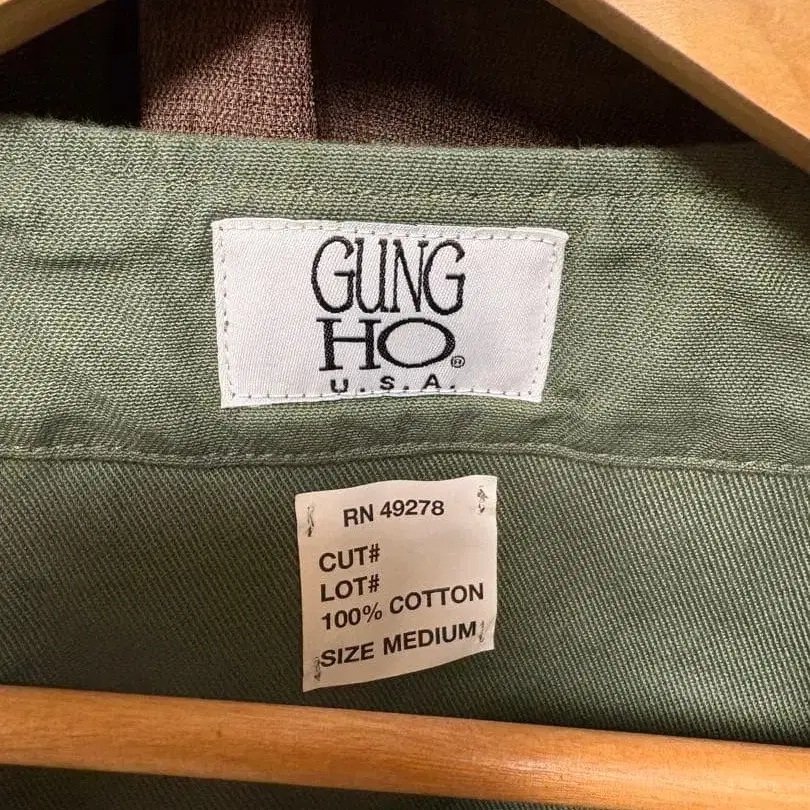 GUNG
HO®
U.S.A.
RN 49278
CUT#
LOT#
100% COTTON
SIZE MEDIUM